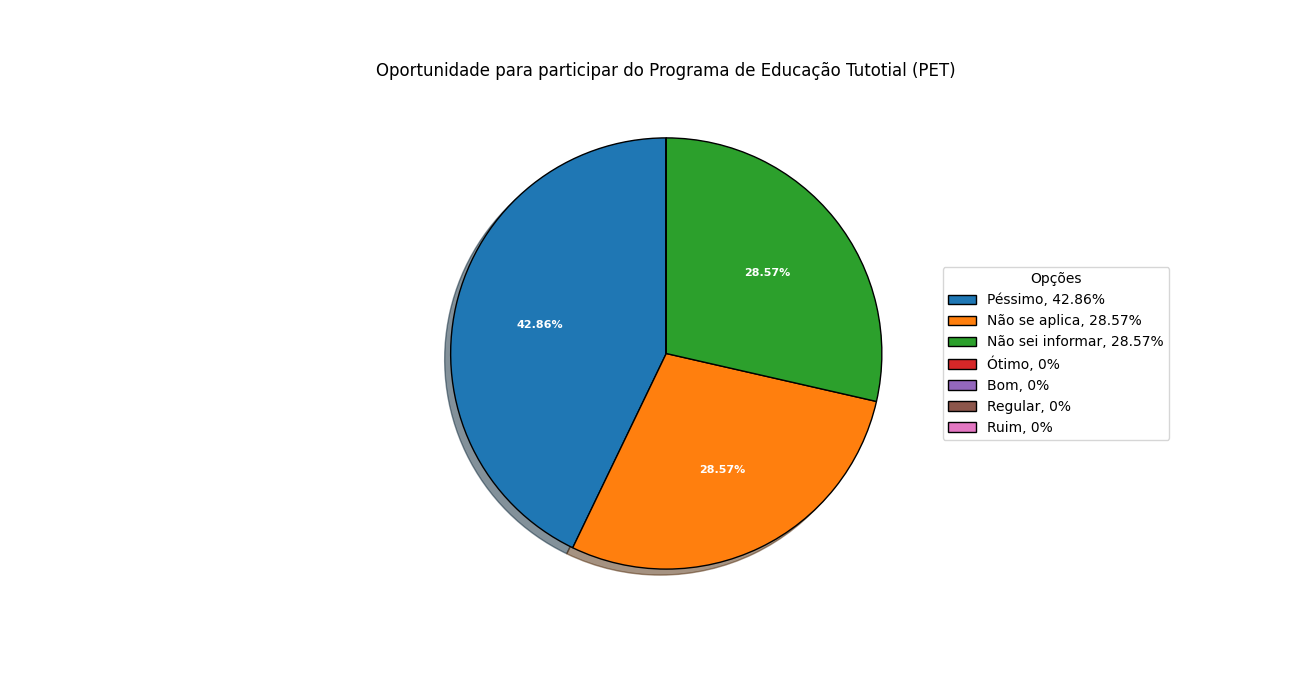 Oportunidade para participar do Programa de Educação Tutotial (PET)
28.57%
42.86%
28.57%
Opções
Péssimo, 42.86%
Não se aplica, 28.57%
Não sei informar, 28.57%
Ótimo, 0%
Bom, 0%
Regular, 0%
Ruim, 0%